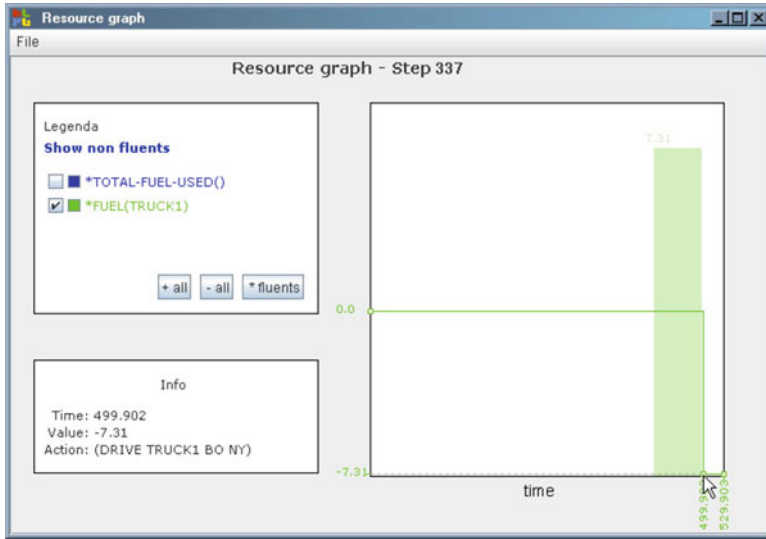 Resource graph
File
Resource graph - Step 337
Legenda
Show non fluents
*TOTAL-FUEL-USED()
*FUEL(TRUCK1)
+ all - all * fluents
Info
Time: 499.902
Value: -7.31
Action: (DRIVE TRUCK1 BO NY)
7.31
0.0
-7.31
time
529.903